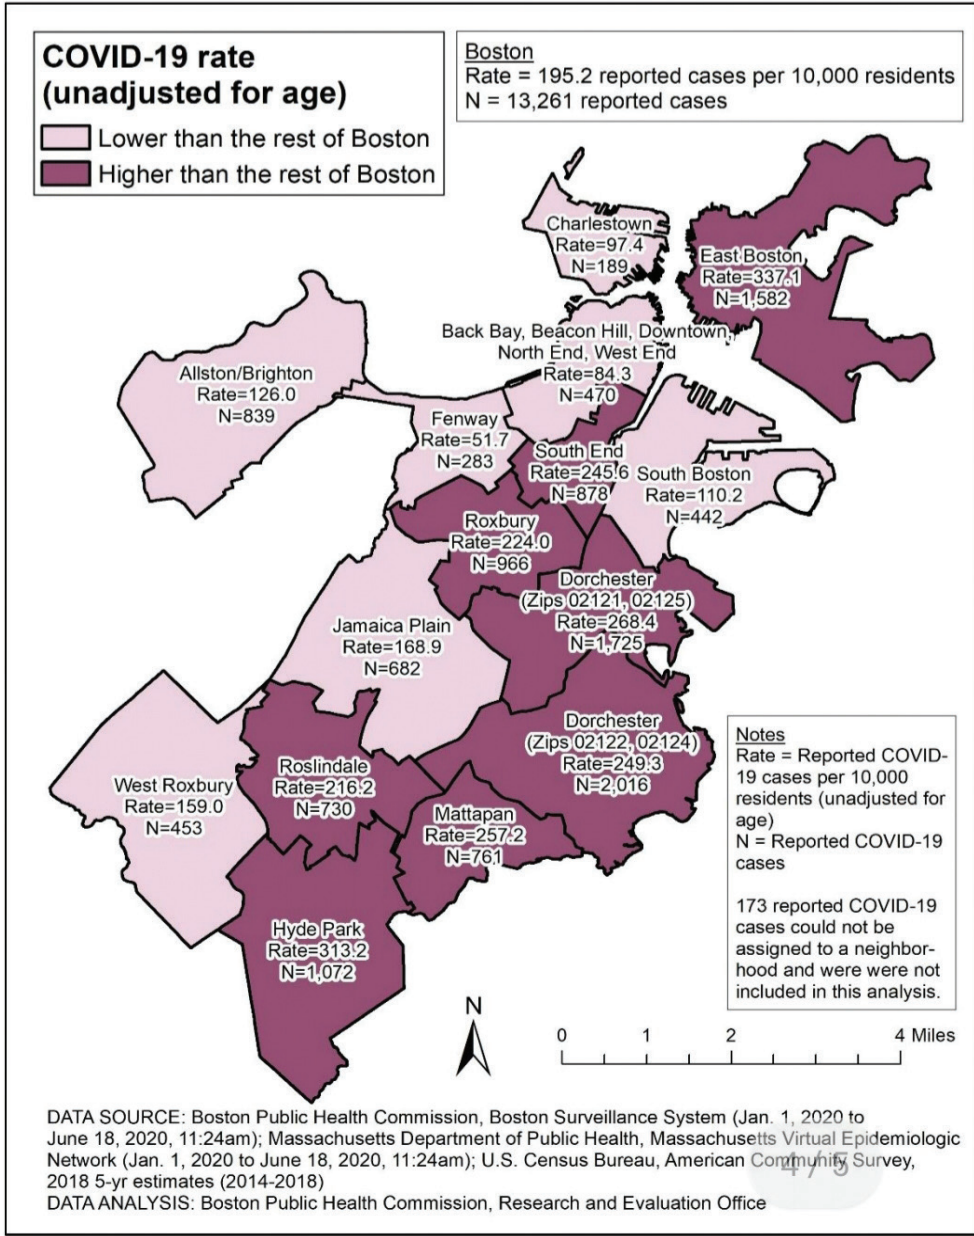 COVID-19 rate
(unadjusted for age)
Lower than the rest of Boston
Higher than the rest of Boston
Boston
Rate = 195.2 reported cases per 10,000 residents
N = 13,261 reported cases
Charlestown
Rate=97.4
N=189
East Boston
Rate=337.1
N=1,582
Back Bay, Beacon Hill, Downtown,
North End, West End
Rate=84.3
N=470
Allston/Brighton
Rate=126.0
N=839
Fenway
Rate=51.7
N=283
South End
Rate=245.6
N=878
South Boston
Rate=110.2
N=442
Roxbury
Rate=224.0
N=966
Dorchester
(Zips 02121, 02125)
Rate=268.4
N=1,725
Jamaica Plain
Rate=168.9
N=682
Dorchester
(Zips 02122, 02124)
Rate=249.3
N=2,016
West Roxbury
Rate=159.0
N=453
Roslindale
Rate=216.2
N=730
Mattapan
Rate=257.2
N=761
Hyde Park
Rate=313.2
N=1,072
Notes
Rate = Reported COVID-
19 cases per 10,000
residents (unadjusted for
age)
N = Reported COVID-19
cases
173 reported COVID-19
cases could not be
assigned to a neighbor-
hood and were were not
included in this analysis.
N
0 1 2 4 Miles
DATA SOURCE: Boston Public Health Commission, Boston Surveillance System (Jan. 1, 2020 to
June 18, 2020, 11:24am); Massachusetts Department of Public Health, Massachusetts Virtual Epidemiologic
Network (Jan. 1, 2020 to June 18, 2020, 11:24am); U.S. Census Bureau, American Community Survey,
2018 5-yr estimates (2014-2018)
DATA ANALYSIS: Boston Public Health Commission, Research and Evaluation Office
4 / 5